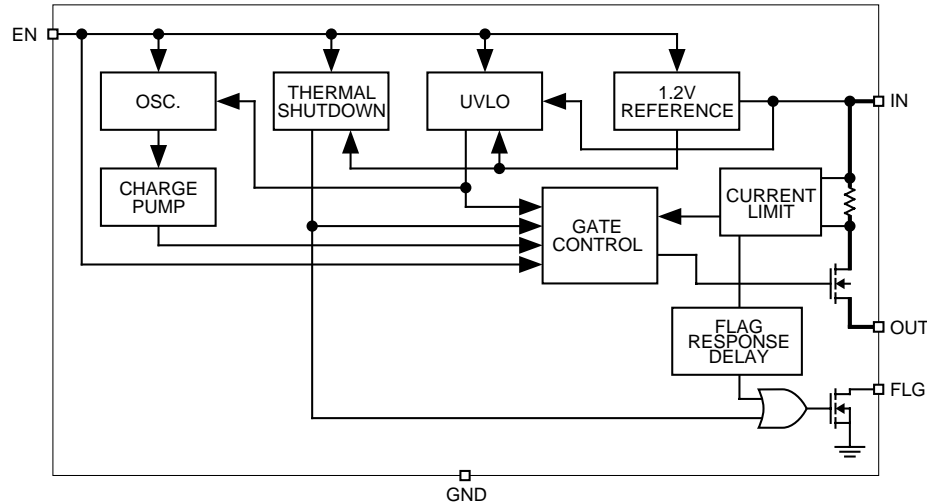 EN
OSC.
THERMAL
SHUTDOWN
UVLO
1.2V
REFERENCE
IN
CHARGE
PUMP
GATE
CONTROL
CURRENT
LIMIT
FLAG
RESPONSE
DELAY
OUT
FLG
GND